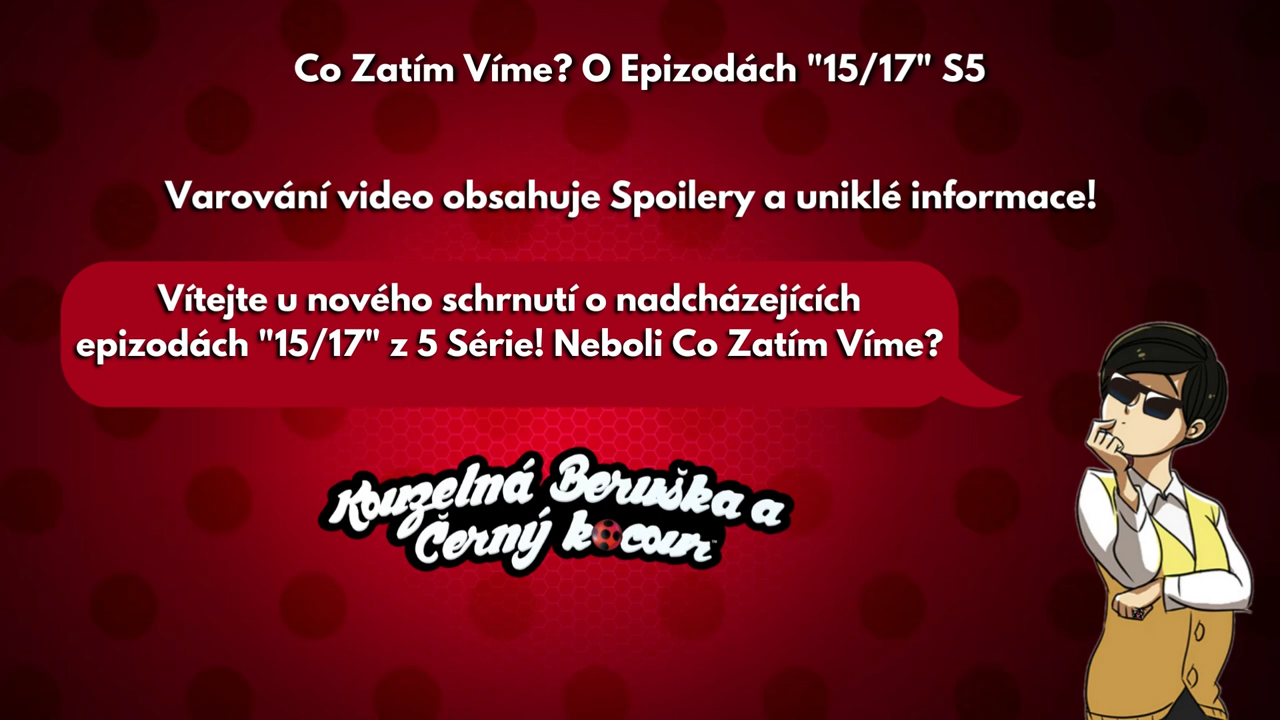 Co Zatím Víme? O Epizodách "15/17" S5
Varování video obsahuje Spoilery a uniklé informace!
Vítejte u nového schrnutí o nadcházejících
epizodách "15/17" z 5 Série! Neboli Co Zatím Víme?
Kouzelná Beruška a
Černý kocour™